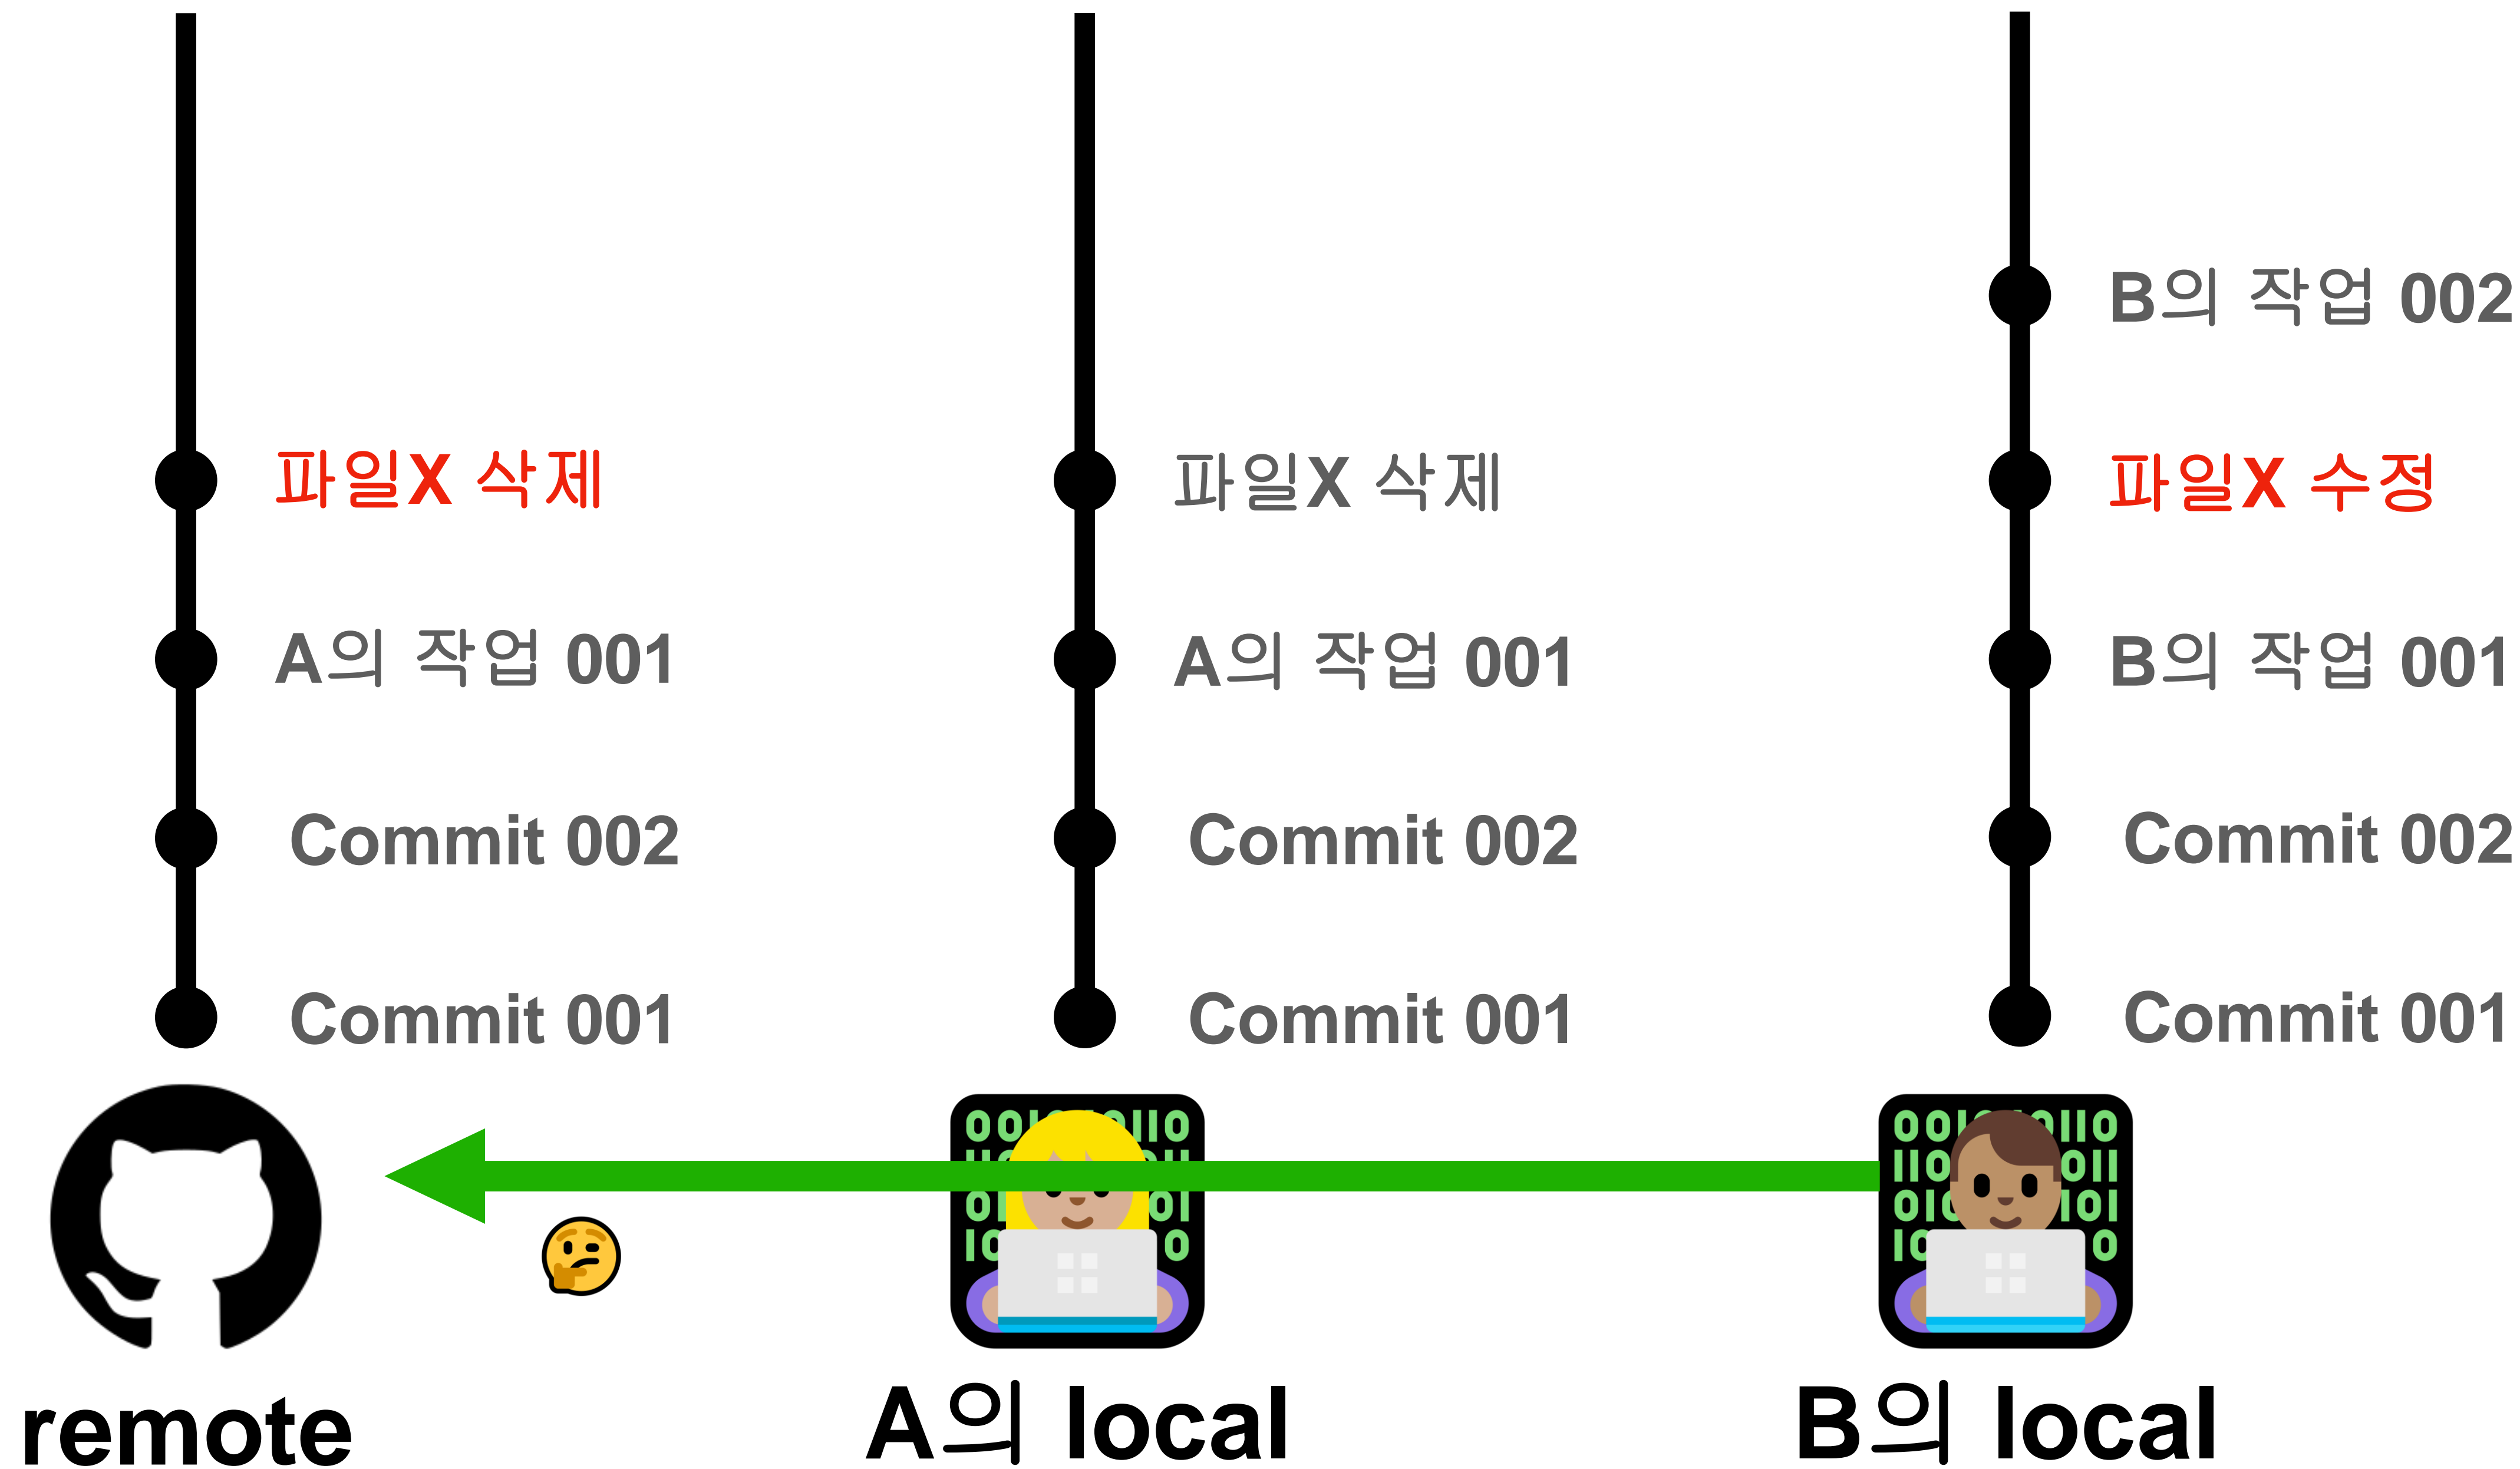 파일X 삭제
A의 작업 001
Commit 002
Commit 001
remote
파일X 삭제
A의 작업 001
Commit 002
Commit 001
A의 local
B의 작업 002
파일X 수정
B의 작업 001
Commit 002
Commit 001
B의 local